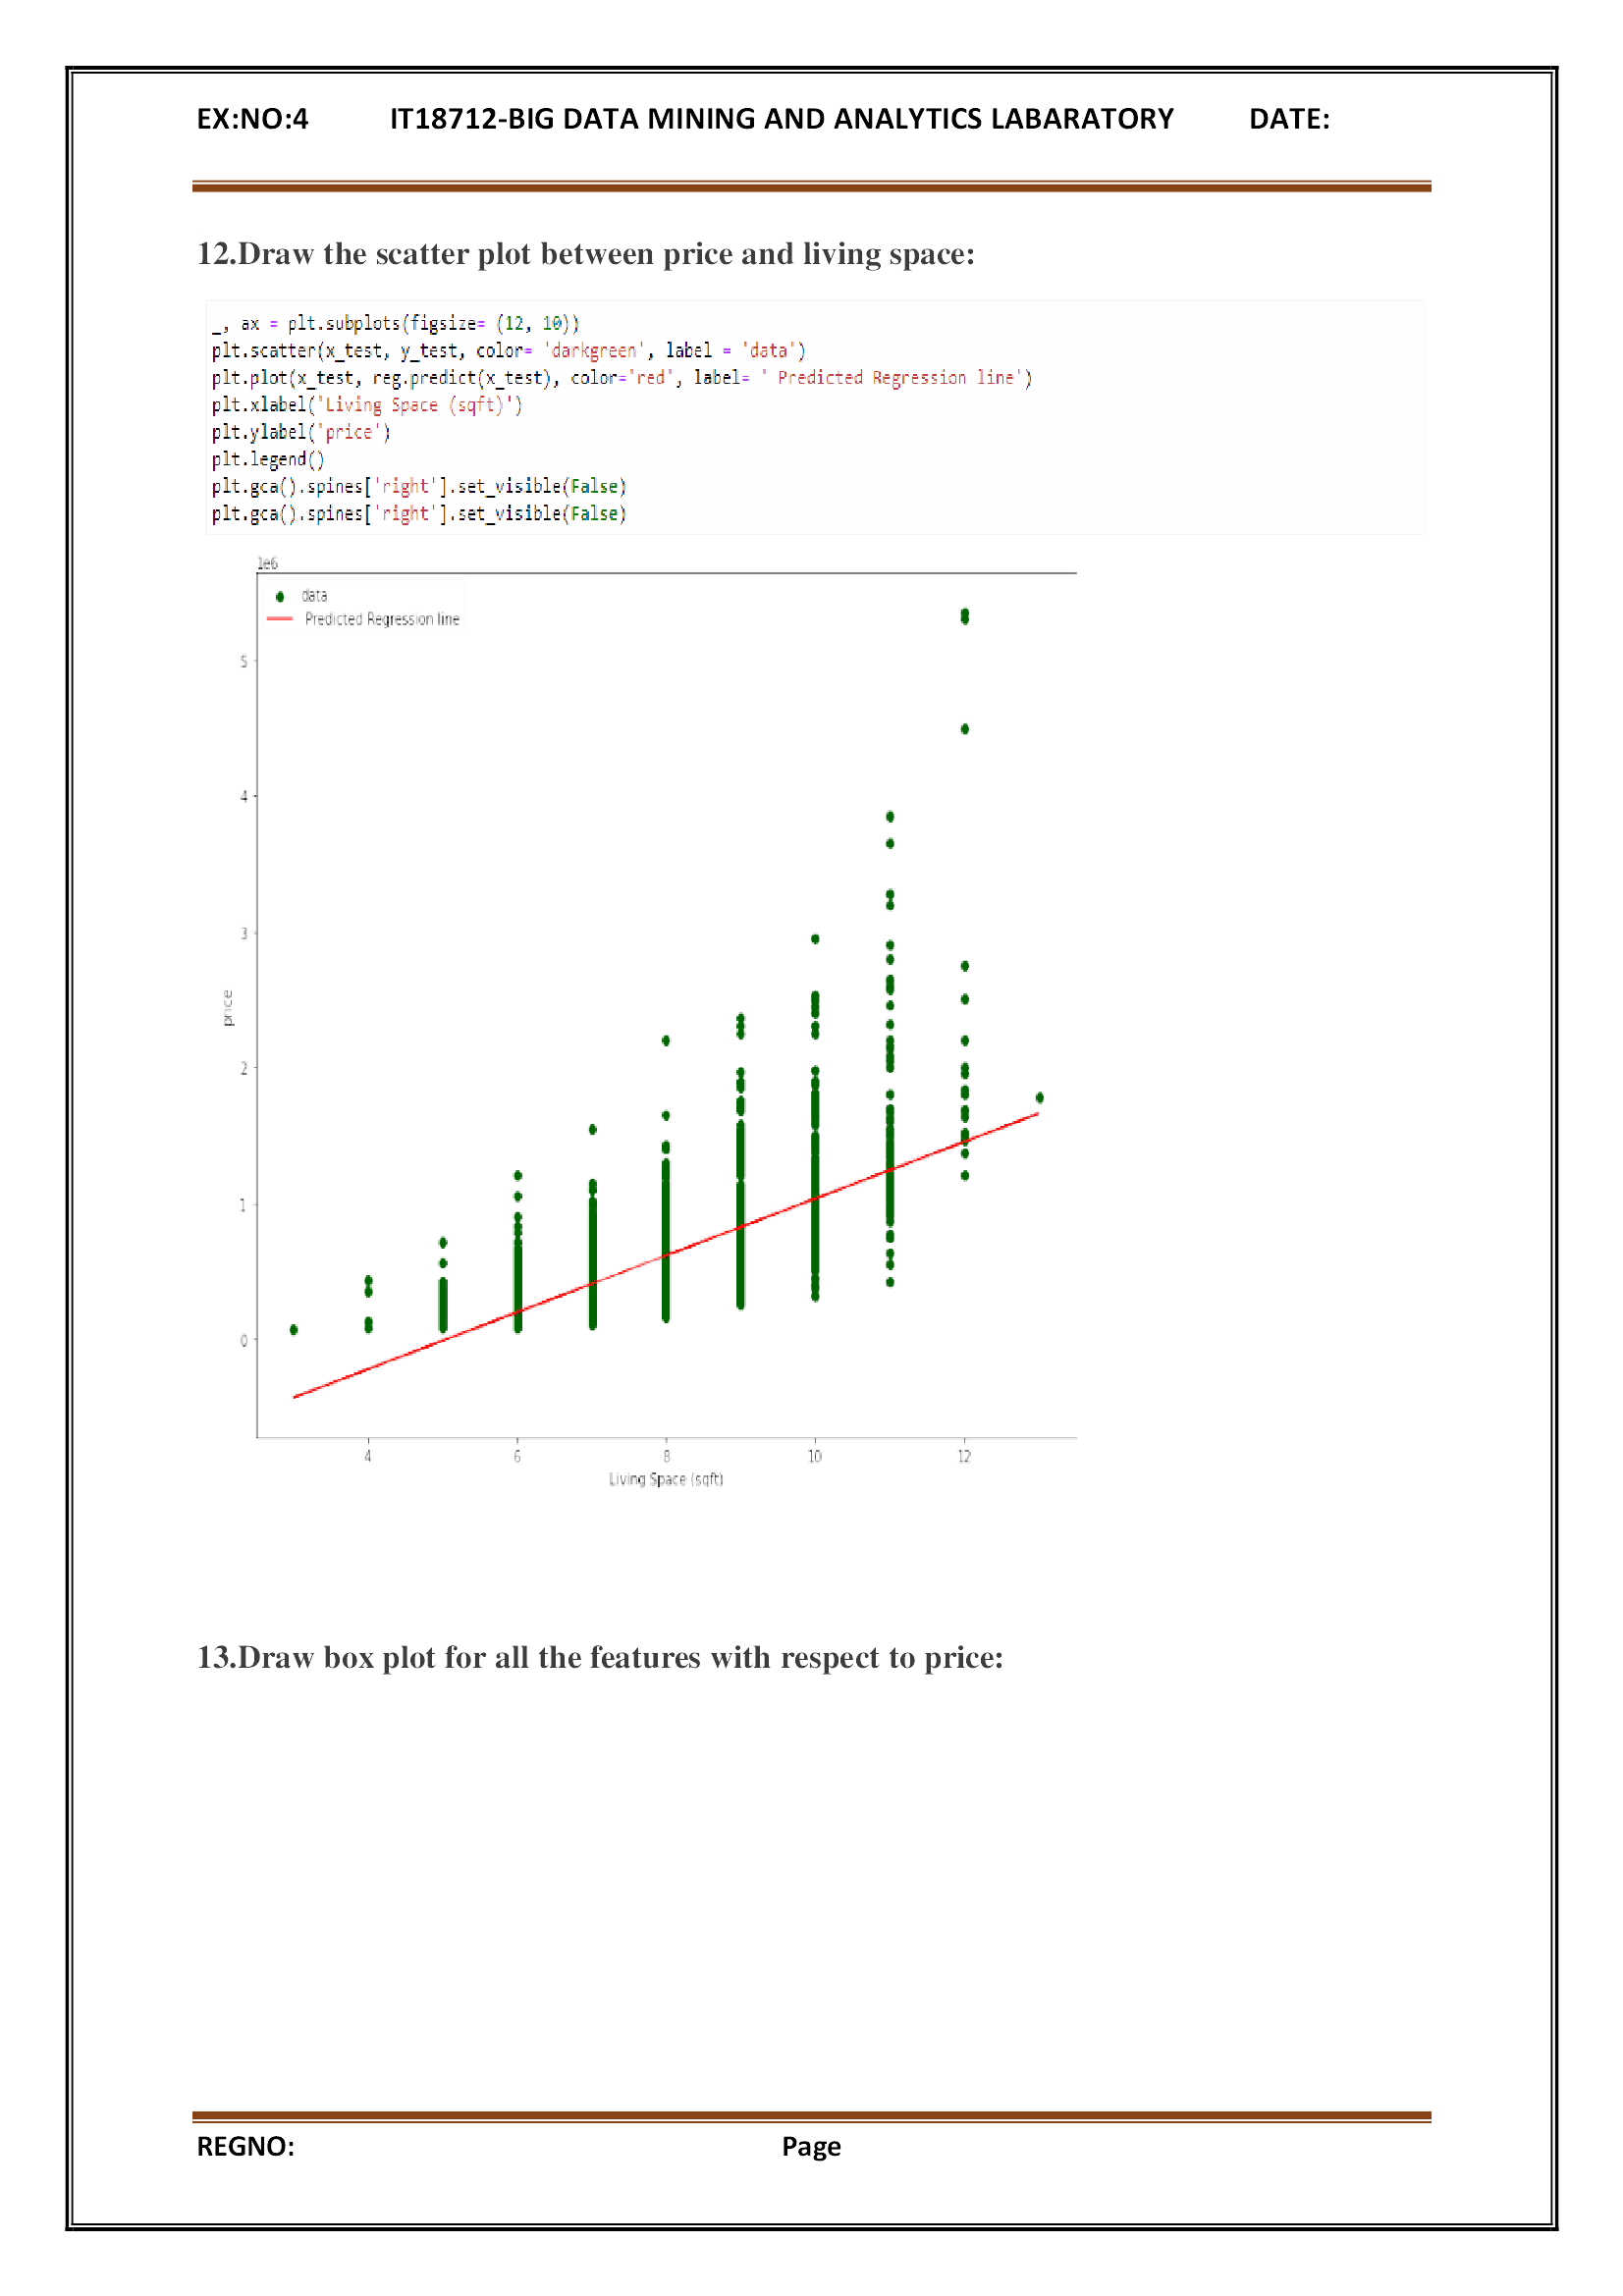 EX:NO:4 IT18712-BIG DATA MINING AND ANALYTICS LABARATORY DATE:
12.Draw the scatter plot between price and living space:
_, ax = plt.subplots(figsize= (12, 10))
plt.scatter(x_test, y_test, color= 'darkgreen', label = 'data')
plt.plot(x_test, reg.predict(x_test), color='red', label= ' Predicted Regression line')
plt.xlabel('Living Space (sqft)')
plt.ylabel('price')
plt.legend()
plt.gca().spines['right'].set_visible(False)
plt.gca().spines['right'].set_visible(False)
1e6
data
Predicted Regression line
5
4
3
price
2
1
0
4 6 8 10 12
Living Space (sqft)
13.Draw box plot for all the features with respect to price:
REGNO: Page